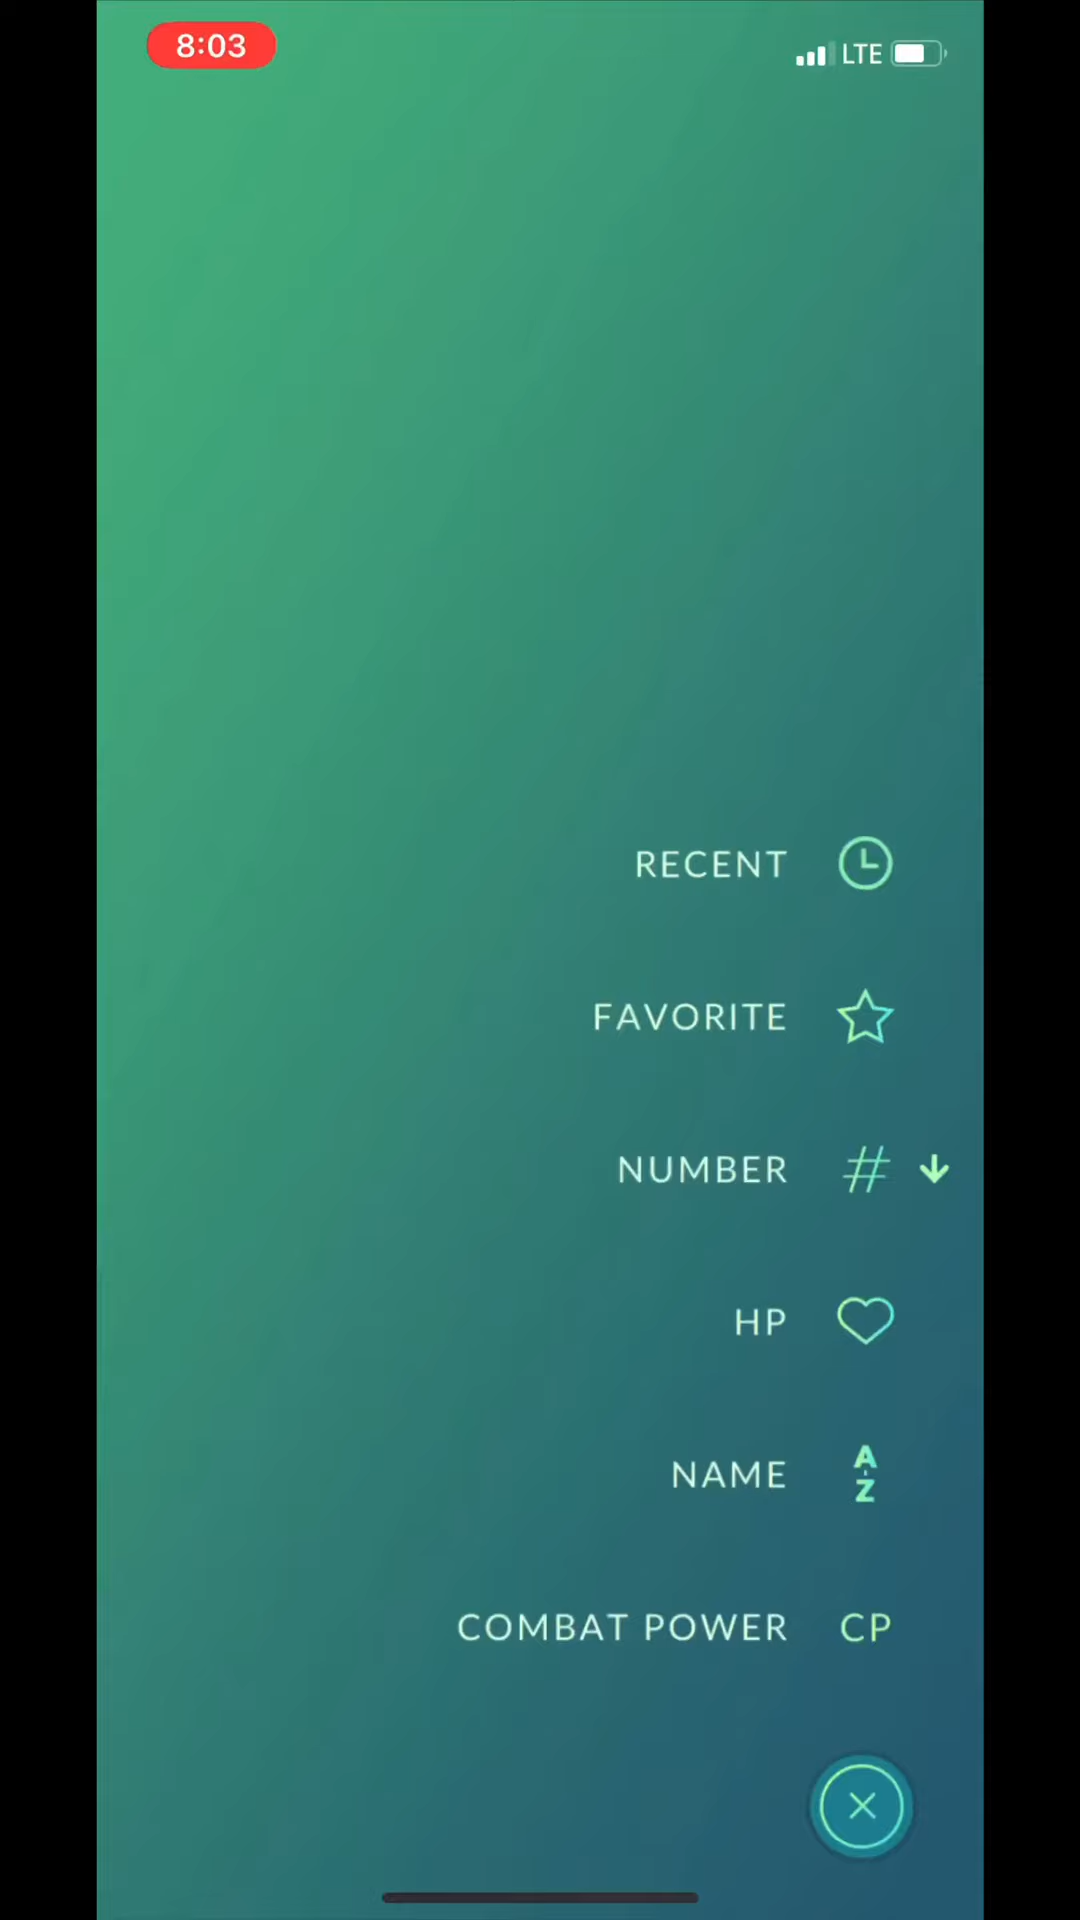 8:03
LTE
RECENT
FAVORITE
NUMBER #
HP
NAME A-Z
COMBAT POWER CP